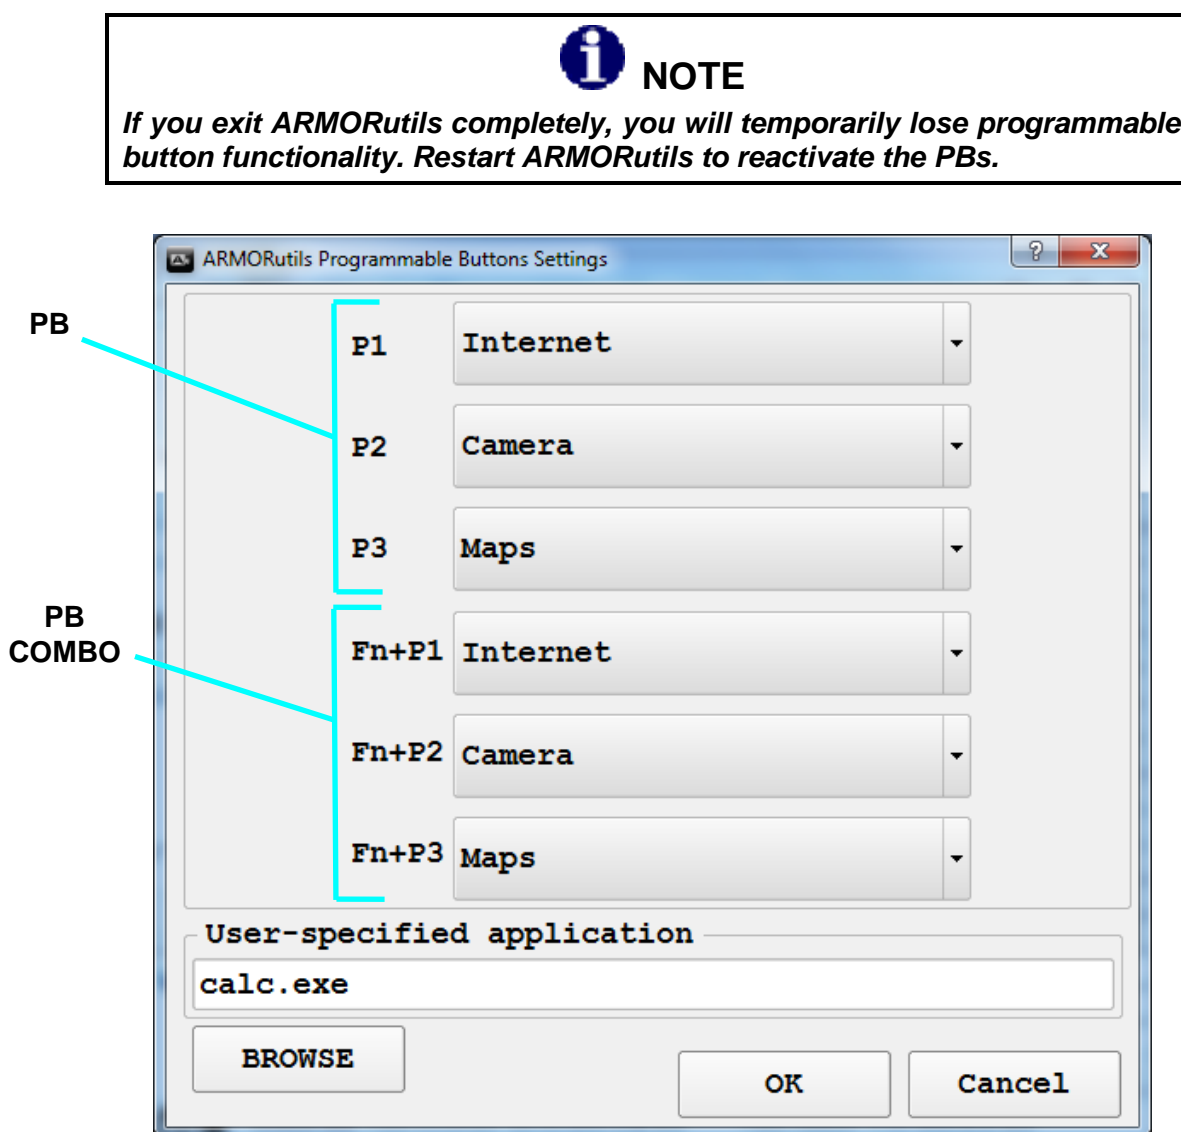 NOTE
If you exit ARMORutils completely, you will temporarily lose programmable
button functionality. Restart ARMORutils to reactivate the PBs.
ARMORutils Programmable Buttons Settings
PB
P1 Internet
P2 Camera
P3 Maps
PB
COMBO
Fn+P1 Internet
Fn+P2 Camera
Fn+P3 Maps
User-specified application
calc.exe
BROWSE
OK Cancel